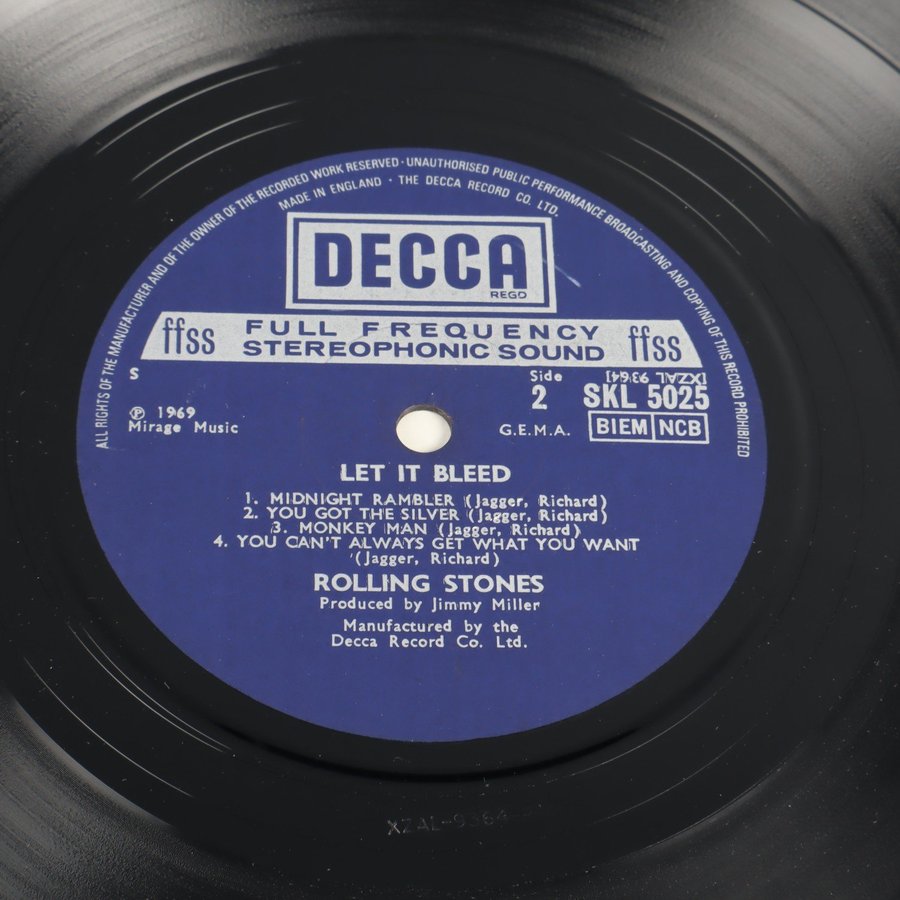 ALL RIGHTS OF THE MANUFACTURER AND OF THE OWNER OF THE RECORDED WORK RESERVED · UNAUTHORISED PUBLIC PERFORMANCE BROADCASTING AND COPYING OF THIS RECORD PROHIBITED
MADE IN ENGLAND · THE DECCA RECORD CO. LTD.
DECCA
REGD
ffss FULL FREQUENCY STEREOPHONIC SOUND ffss
S
Side
2
[XZAL 9364]
SKL 5025
℗ 1969
Mirage Music
G.E.M.A.
BIEM NCB
LET IT BLEED
1. MIDNIGHT RAMBLER (Jagger, Richard)
2. YOU GOT THE SILVER (Jagger, Richard)
3. MONKEY MAN (Jagger, Richard)
4. YOU CAN'T ALWAYS GET WHAT YOU WANT
(Jagger, Richard)
ROLLING STONES
Produced by Jimmy Miller
Manufactured by the
Decca Record Co. Ltd.
XZAL-9364